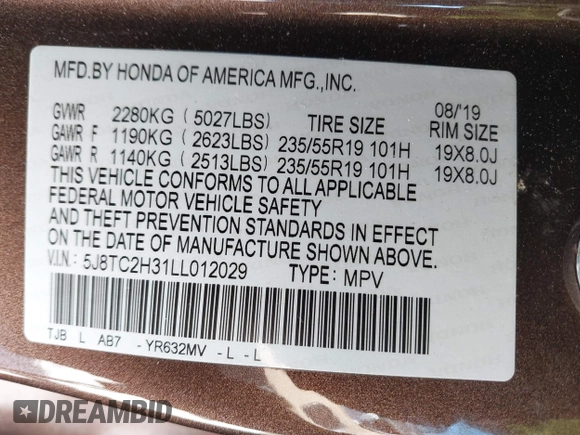 MFD.BY HONDA OF AMERICA MFG.,INC.
GVWR 2280KG (5027LBS) TIRE SIZE 08/'19 RIM SIZE
GAWR F 1190KG (2623LBS) 235/55R19 101H 19X8.0J
GAWR R 1140KG (2513LBS) 235/55R19 101H 19X8.0J
THIS VEHICLE CONFORMS TO ALL APPLICABLE
FEDERAL MOTOR VEHICLE SAFETY
AND THEFT PREVENTION STANDARDS IN EFFECT
ON THE DATE OF MANUFACTURE SHOWN ABOVE.
V.I.N: 5J8TC2H31LL012029 TYPE: MPV
TJB L AB7 - YR632MV - L - L
DREAMBID